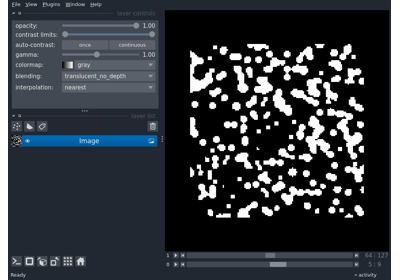 File View Plugins Window Help
layer controls
opacity: 1.00
contrast limits:
auto-contrast: once continuous
gamma: 1.00
colormap: gray
blending: translucent_no_depth
interpolation: nearest
layer list
Image
1 64 127
0 5 9
Ready activity